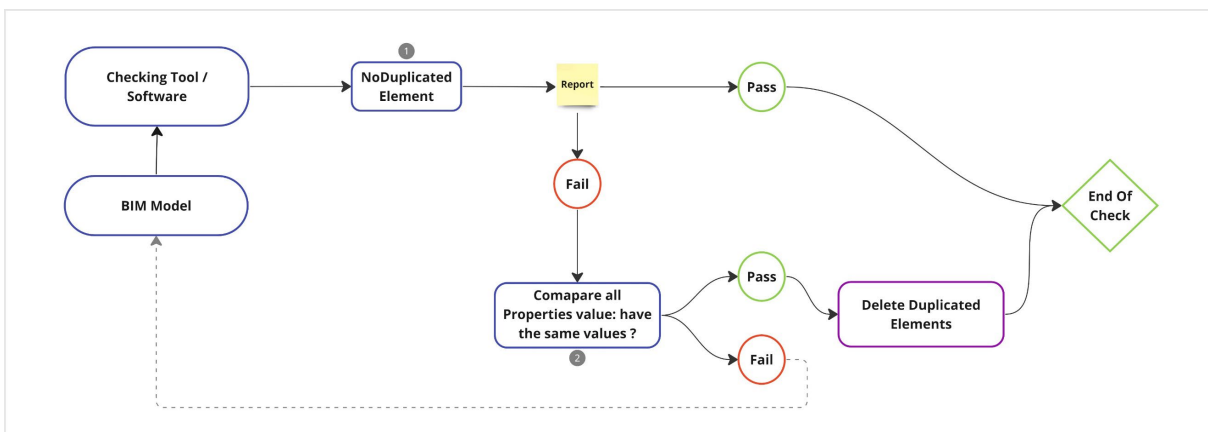 1
Checking Tool /
Software
NoDuplicated
Element
Report
Pass
Fail
BIM Model
End Of
Check
Comapare all
Properties value: have
the same values ?
2
Pass
Delete Duplicated
Elements
Fail